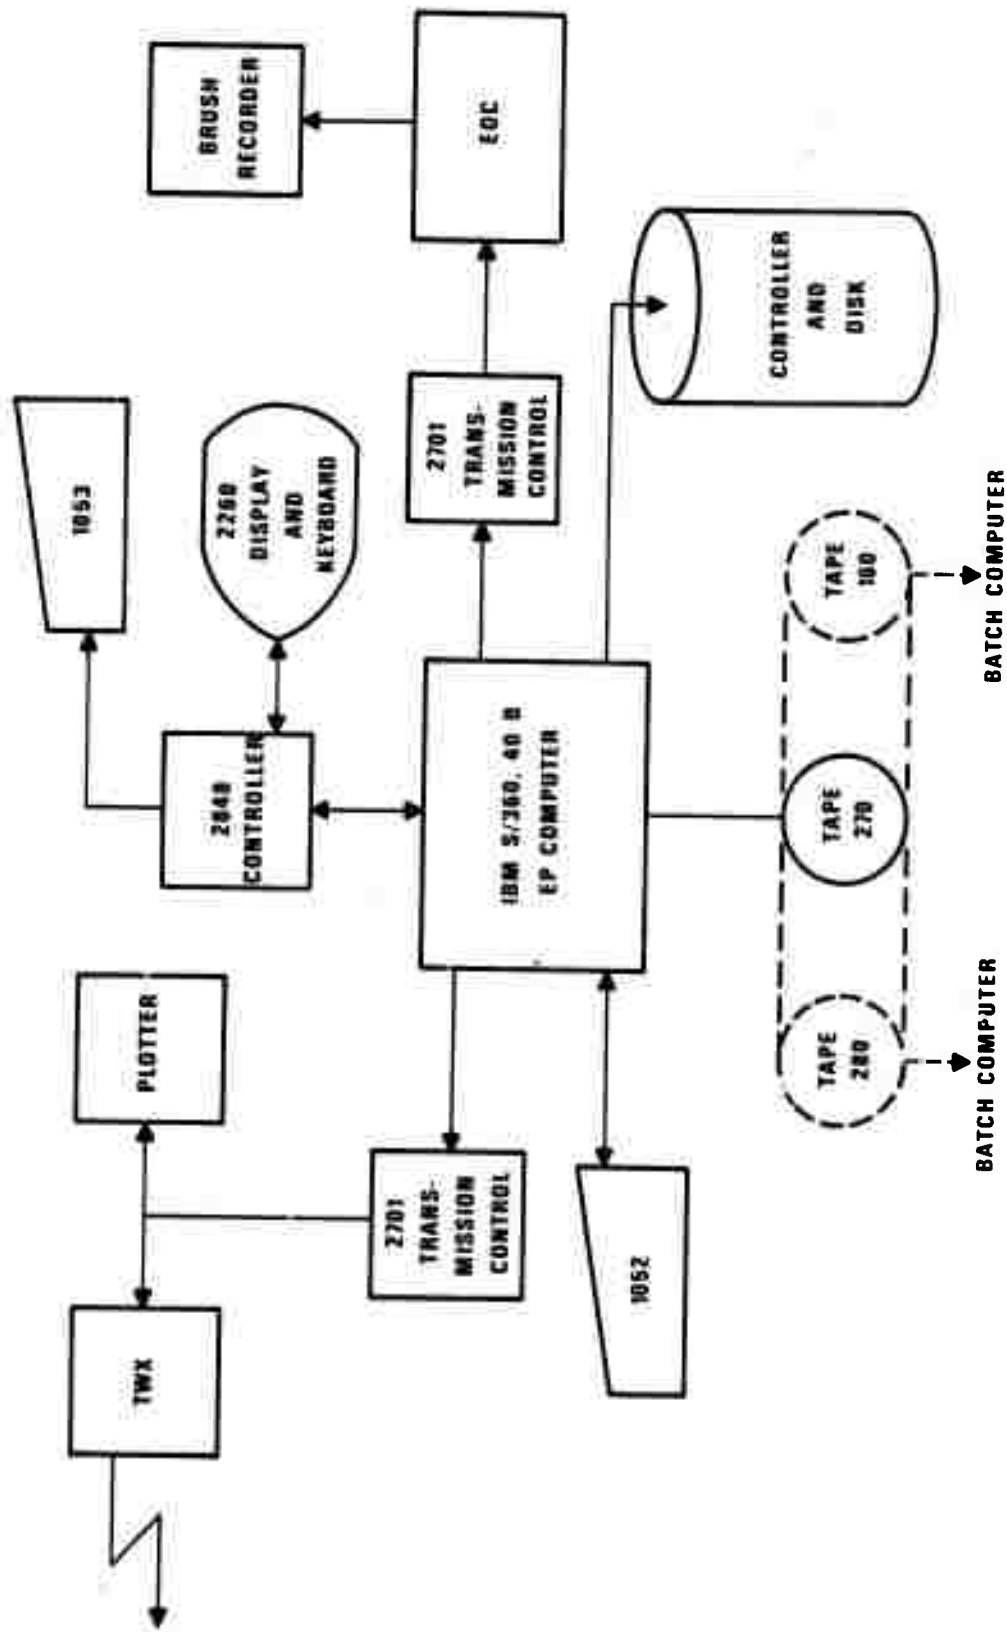 TWX
PLOTTER
2701
TRANS-
MISSION
CONTROL
1052
1053
2848
CONTROLLER
2260
DISPLAY
AND
KEYBOARD
IBM S/360, 40 B
EP COMPUTER
2701
TRANS-
MISSION
CONTROL
BRUSH
RECORDER
EOC
CONTROLLER
AND
DISK
TAPE
280
TAPE
270
TAPE
180
BATCH COMPUTER
BATCH COMPUTER